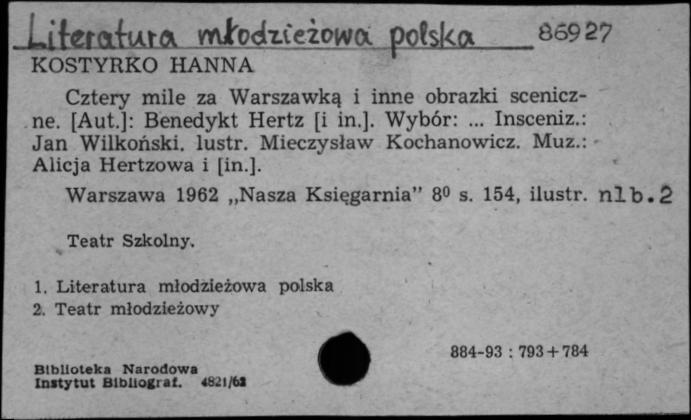 Literatura młodzieżowa polska 86927
KOSTYRKO HANNA
Cztery mile za Warszawką i inne obrazki scenicz-
ne. [Aut.]: Benedykt Hertz [i in.]. Wybór: ... Insceniz.:
Jan Wilkoński. lustr. Mieczysław Kochanowicz. Muz.:
Alicja Hertzowa i [in.].
Warszawa 1962 „Nasza Księgarnia” 8⁰ s. 154, ilustr. nlb.2
Teatr Szkolny.
1. Literatura młodzieżowa polska
2. Teatr młodzieżowy
884-93 : 793+784
Biblioteka Narodowa
Instytut Bibliograf. 4821/62